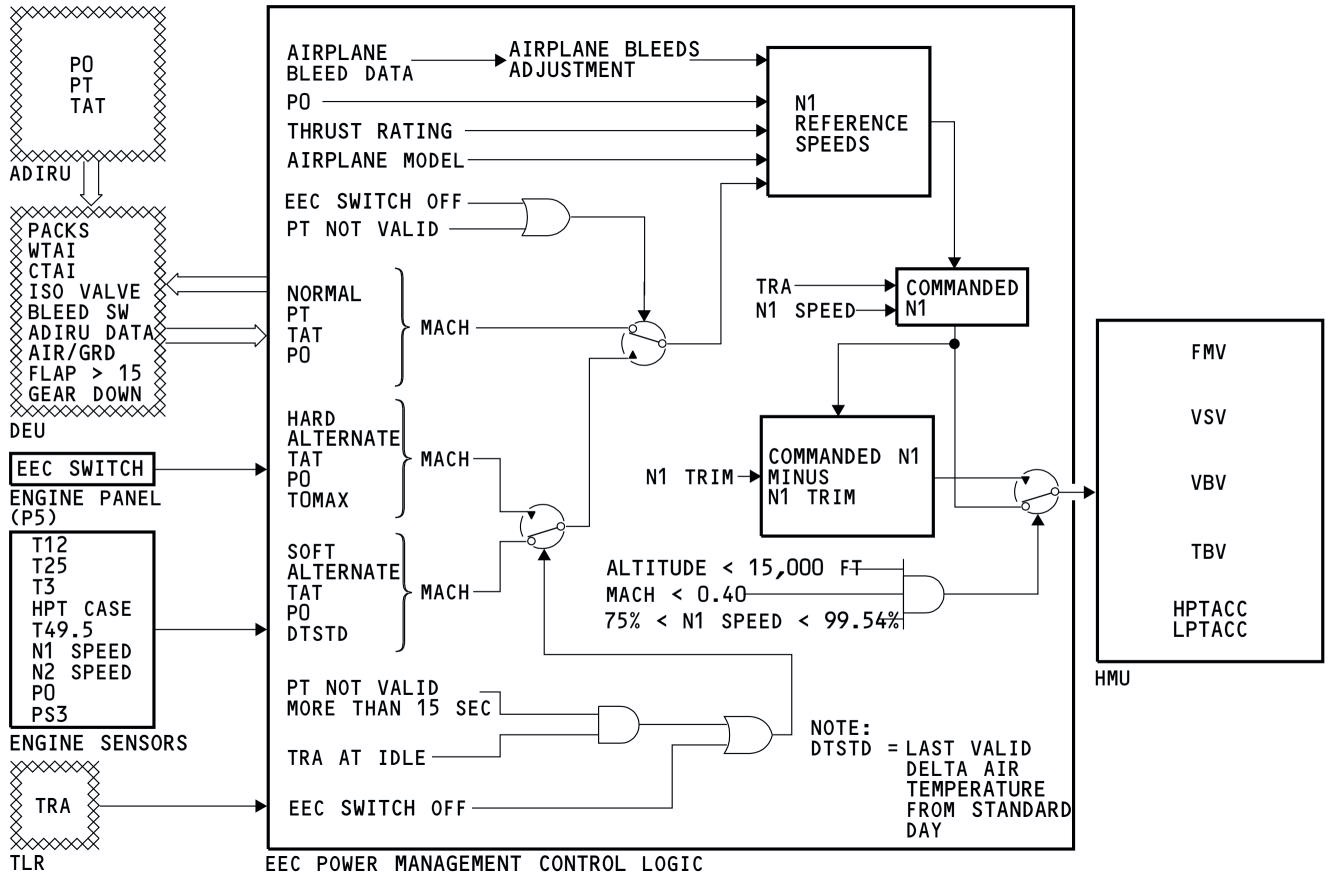 PO
PT
TAT
ADIRU
PACKS
WTAI
CTAI
ISO VALVE
BLEED SW
ADIRU DATA
AIR/GRD
FLAP > 15
GEAR DOWN
DEU
EEC SWITCH
ENGINE PANEL
(P5)
T12
T25
T3
HPT CASE
T49.5
N1 SPEED
N2 SPEED
PO
PS3
ENGINE SENSORS
TRA
TLR
AIRPLANE
BLEED DATA
AIRPLANE BLEEDS
ADJUSTMENT
PO
THRUST RATING
AIRPLANE MODEL
N1
REFERENCE
SPEEDS
EEC SWITCH OFF
PT NOT VALID
NORMAL
PT
TAT
PO
MACH
TRA
N1 SPEED
COMMANDED
N1
HARD
ALTERNATE
TAT
PO
TOMAX
MACH
N1 TRIM
COMMANDED N1
MINUS
N1 TRIM
SOFT
ALTERNATE
TAT
PO
DTSTD
MACH
ALTITUDE < 15,000 FT
MACH < 0.40
75% < N1 SPEED < 99.54%
PT NOT VALID
MORE THAN 15 SEC
TRA AT IDLE
EEC SWITCH OFF
NOTE:
DTSTD = LAST VALID
DELTA AIR
TEMPERATURE
FROM STANDARD
DAY
EEC POWER MANAGEMENT CONTROL LOGIC
FMV
VSV
VBV
TBV
HPTACC
LPTACC
HMU